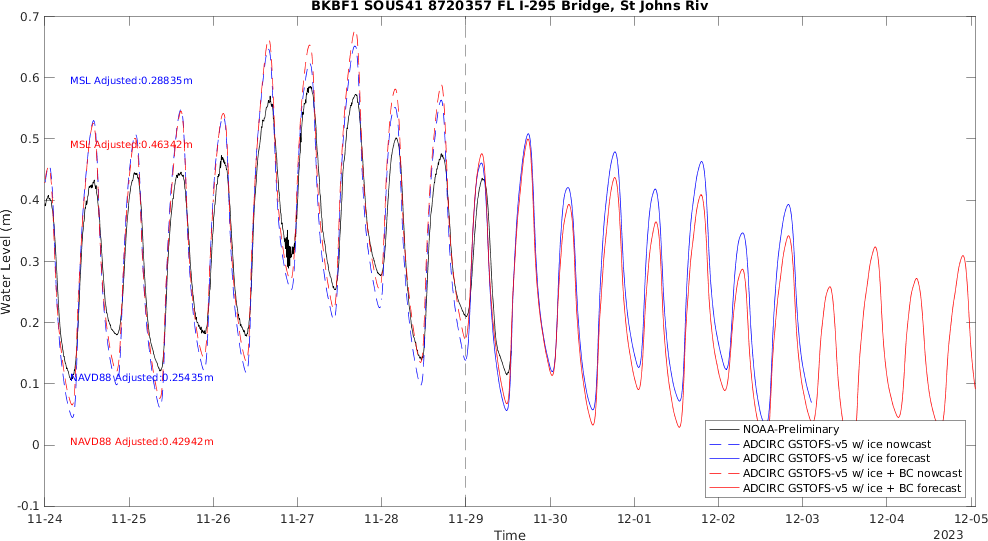 BKBF1 SOUS41 8720357 FL I-295 Bridge, St Johns Riv
0.7
0.6
0.5
0.4
0.3
0.2
0.1
0
-0.1
Water Level (m)
MSL Adjusted:0.28835m
MSL Adjusted:0.46342m
NAVD88 Adjusted:0.25435m
NAVD88 Adjusted:0.42942m
NOAA-Preliminary
ADCIRC GSTOFS-v5 w/ ice nowcast
ADCIRC GSTOFS-v5 w/ ice forecast
ADCIRC GSTOFS-v5 w/ ice + BC nowcast
ADCIRC GSTOFS-v5 w/ ice + BC forecast
11-24 11-25 11-26 11-27 11-28 11-29 11-30 12-01 12-02 12-03 12-04 12-05
Time
2023